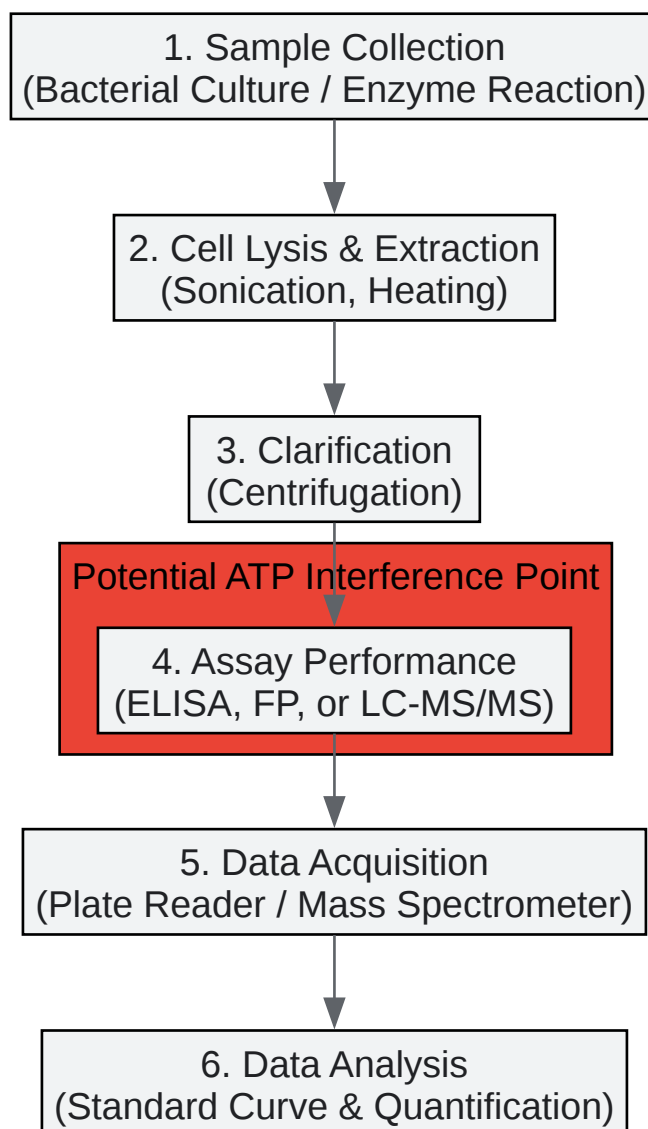 1. Sample Collection
(Bacterial Culture / Enzyme Reaction)
2. Cell Lysis & Extraction
(Sonication, Heating)
3. Clarification
(Centrifugation)
Potential ATP Interference Point
4. Assay Performance
(ELISA, FP, or LC-MS/MS)
5. Data Acquisition
(Plate Reader / Mass Spectrometer)
6. Data Analysis
(Standard Curve & Quantification)